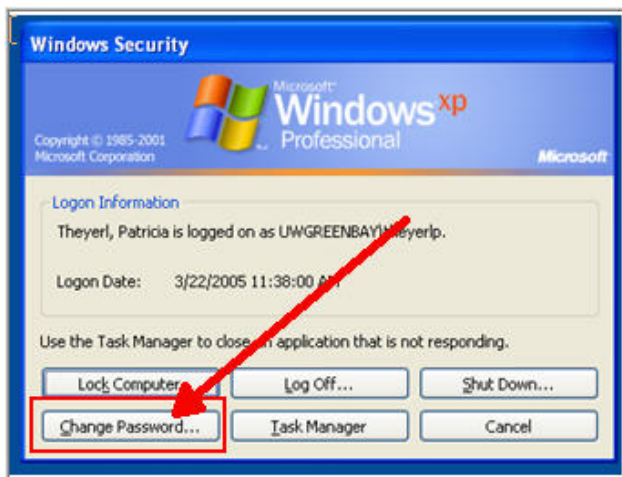 Windows Security
Microsoft
Windows xp
Professional
Copyright © 1985-2001
Microsoft Corporation
Microsoft
Logon Information
Theyerl, Patricia is logged on as UWGREENBAY\theyerlp.
Logon Date: 3/22/2005 11:38:00 AM
Use the Task Manager to close an application that is not responding.
Lock Computer
Log Off...
Shut Down...
Change Password...
Task Manager
Cancel